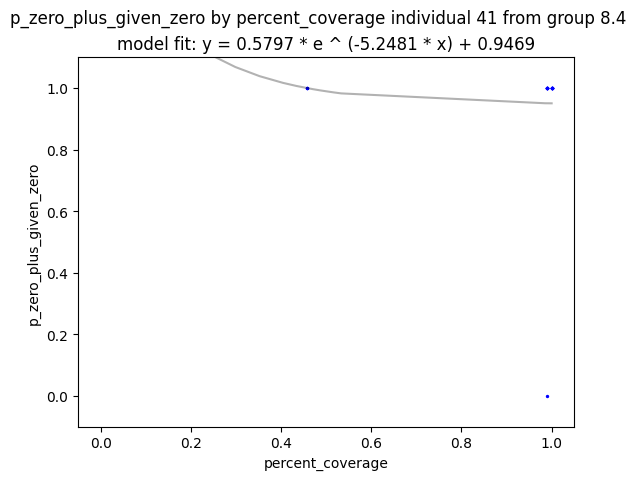 p_zero_plus_given_zero by percent_coverage individual 41 from group 8.4
model fit: y = 0.5797 * e ^ (-5.2481 * x) + 0.9469
1.0
0.8
0.6
0.4
0.2
0.0
p_zero_plus_given_zero
0.0 0.2 0.4 0.6 0.8 1.0
percent_coverage